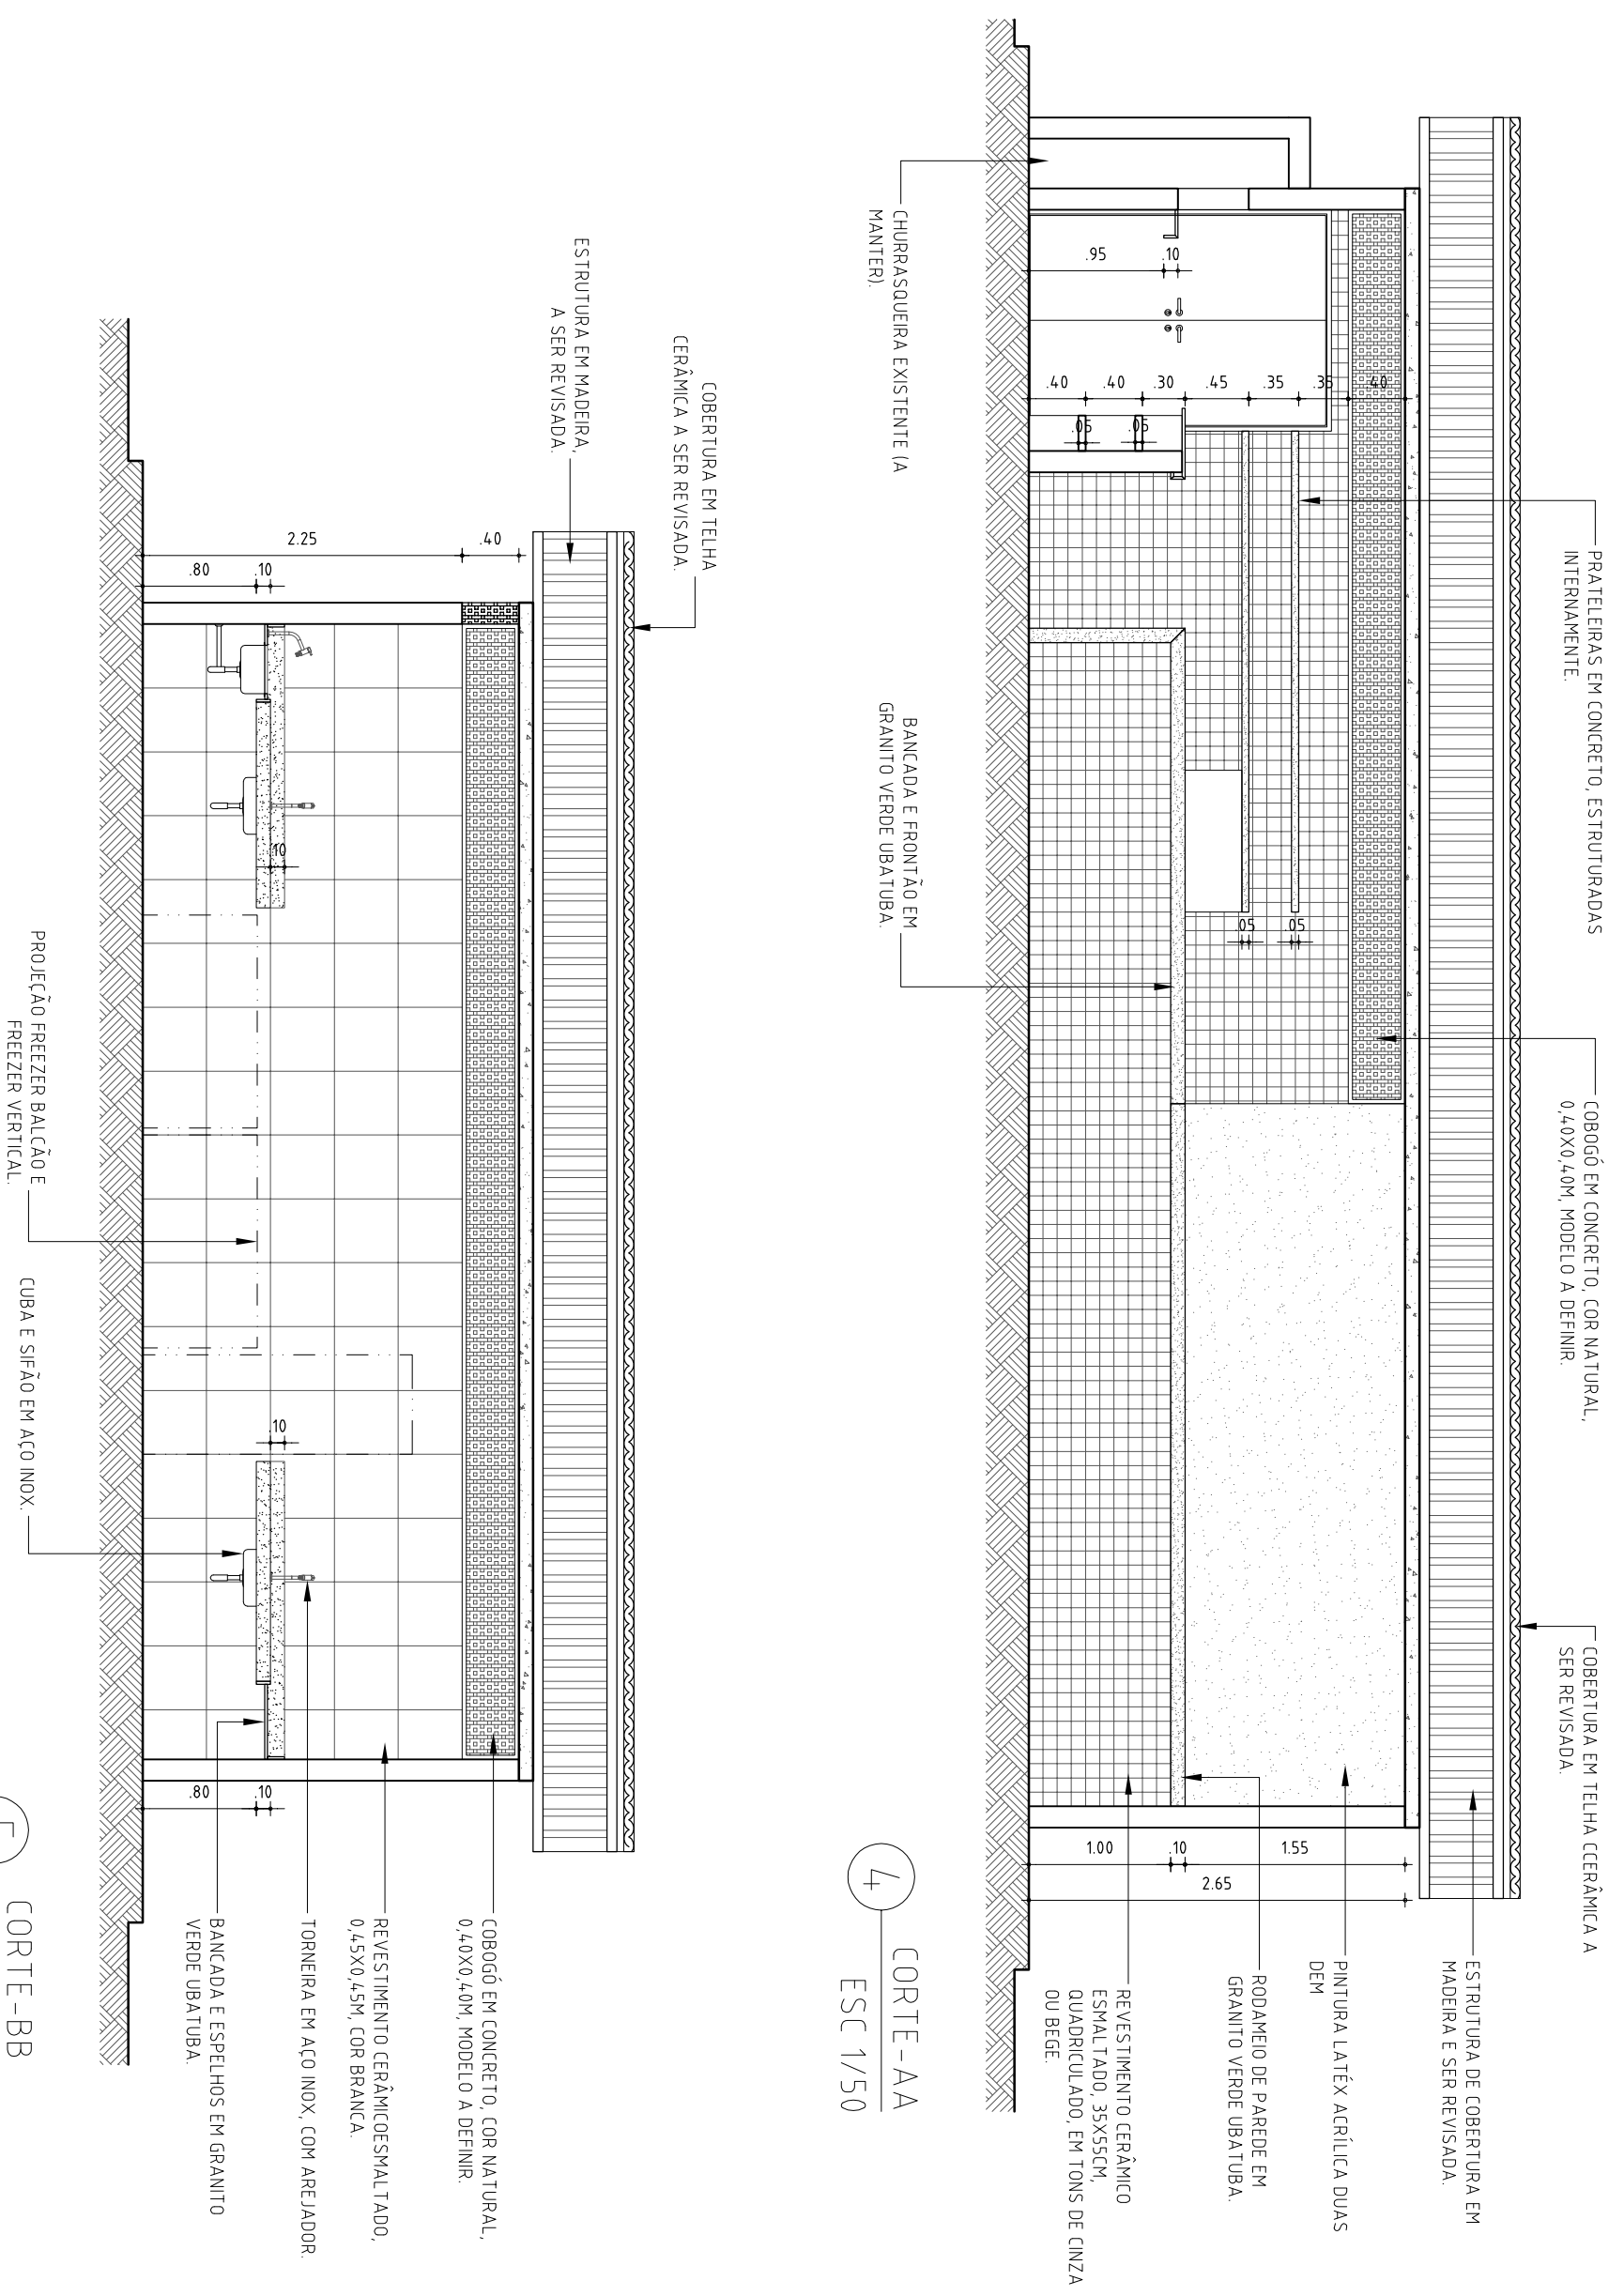 PRATELEIRAS EM CONCRETO, ESTRUTURADAS
INTERNAMENTE.
COBOGÓ EM CONCRETO, COR NATURAL,
0,40X0,40M, MODELO A DEFINIR.
COBERTURA EM TELHA CCERÂMICA A
SER REVISADA.
ESTRUTURA DE COBERTURA EM
MADEIRA E SER REVISADA.
PINTURA LATÉX ACRÍLICA DUAS
DEM
RODAMEIO DE PAREDE EM
GRANITO VERDE UBATUBA.
REVESTIMENTO CERÂMICO
ESMALTADO, 35X55CM,
QUADRICULADO, EM TONS DE CINZA
OU BEGE.
.40
.35
.35
.45
.30
.40
.40
.10
.95
.05
.05
.05
.05
1.55
.10
1.00
2.65
CHURRASQUEIRA EXISTENTE (A
MANTER).
BANCADA E FRONTÃO EM
GRANITO VERDE UBATUBA.
4
CORTE-AA
ESC 1/50
COBERTURA EM TELHA
CERÂMICA A SER REVISADA.
ESTRUTURA EM MADEIRA,
A SER REVISADA.
.40
2.25
.10
.80
.10
.10
.10
.80
COBOGÓ EM CONCRETO, COR NATURAL,
0,40X0,40M, MODELO A DEFINIR.
REVESTIMENTO CERÂMICOESMALTADO,
0,45X0,45M, COR BRANCA.
TORNEIRA EM AÇO INOX, COM AREJADOR.
BANCADA E ESPELHOS EM GRANITO
VERDE UBATUBA.
PROJEÇÃO FREEZER BALCÃO E
FREEZER VERTICAL.
CUBA E SIFÃO EM AÇO INOX.
CORTE-BB